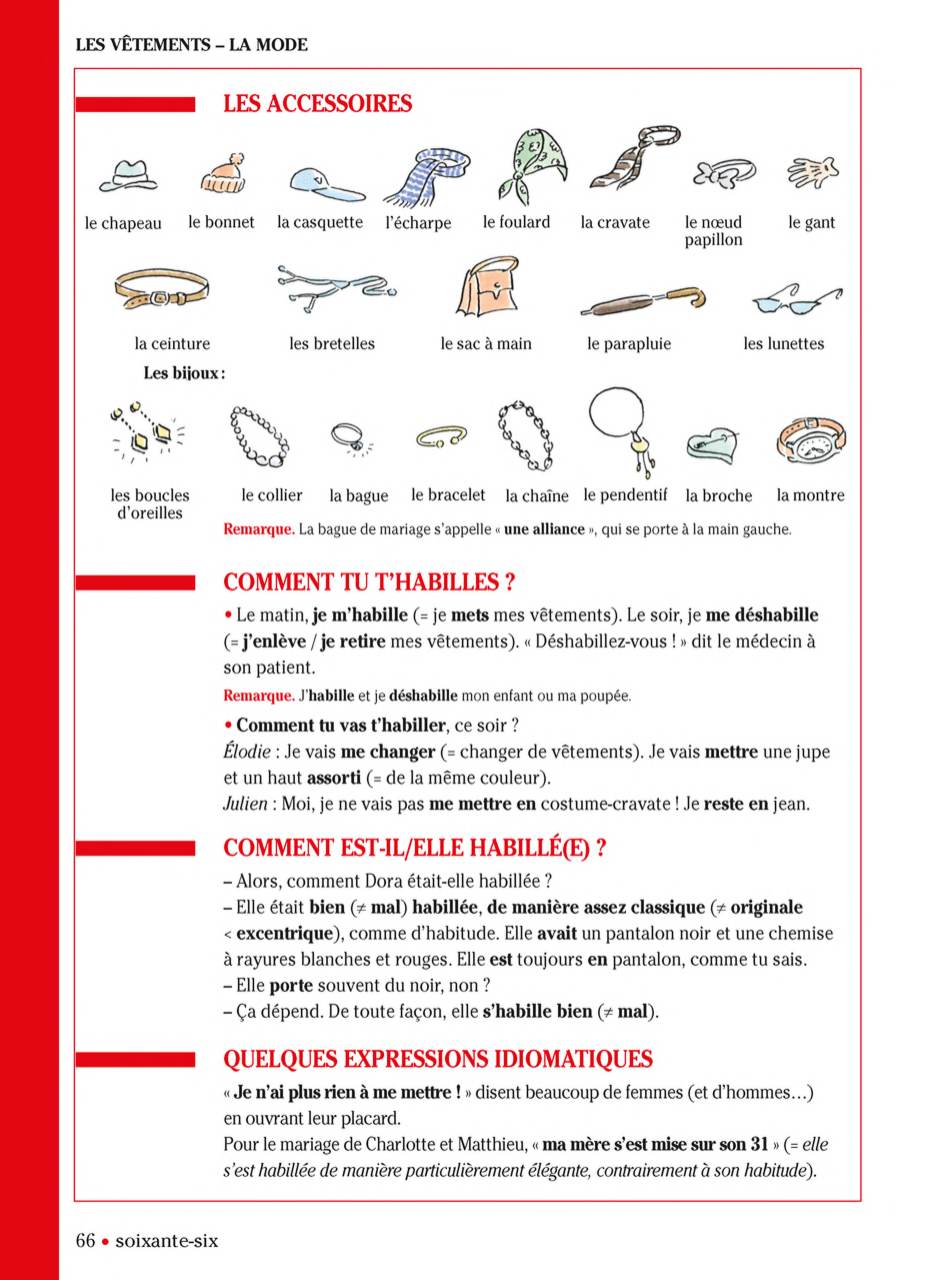 LES VÊTEMENTS – LA MODE
LES ACCESSOIRES
le chapeau le bonnet la casquette l’écharpe le foulard la cravate le nœud papillon le gant
la ceinture les bretelles le sac à main le parapluie les lunettes
Les bijoux :
les boucles d’oreilles le collier la bague le bracelet la chaîne le pendentif la broche la montre
Remarque. La bague de mariage s’appelle « une alliance », qui se porte à la main gauche.
COMMENT TU T’HABILLES ?
• Le matin, je m’habille (= je mets mes vêtements). Le soir, je me déshabille
(= j’enlève / je retire mes vêtements). « Déshabillez-vous ! » dit le médecin à
son patient.
Remarque. J’habille et je déshabille mon enfant ou ma poupée.
• Comment tu vas t’habiller, ce soir ?
Élodie : Je vais me changer (= changer de vêtements). Je vais mettre une jupe
et un haut assorti (= de la même couleur).
Julien : Moi, je ne vais pas me mettre en costume-cravate ! Je reste en jean.
COMMENT EST-IL/ELLE HABILLÉ(E) ?
– Alors, comment Dora était-elle habillée ?
– Elle était bien (≠ mal) habillée, de manière assez classique (≠ originale
< excentrique), comme d’habitude. Elle avait un pantalon noir et une chemise
à rayures blanches et rouges. Elle est toujours en pantalon, comme tu sais.
– Elle porte souvent du noir, non ?
– Ça dépend. De toute façon, elle s’habille bien (≠ mal).
QUELQUES EXPRESSIONS IDIOMATIQUES
« Je n’ai plus rien à me mettre ! » disent beaucoup de femmes (et d’hommes…)
en ouvrant leur placard.
Pour le mariage de Charlotte et Matthieu, « ma mère s’est mise sur son 31 » (= elle
s’est habillée de manière particulièrement élégante, contrairement à son habitude).
66 • soixante-six